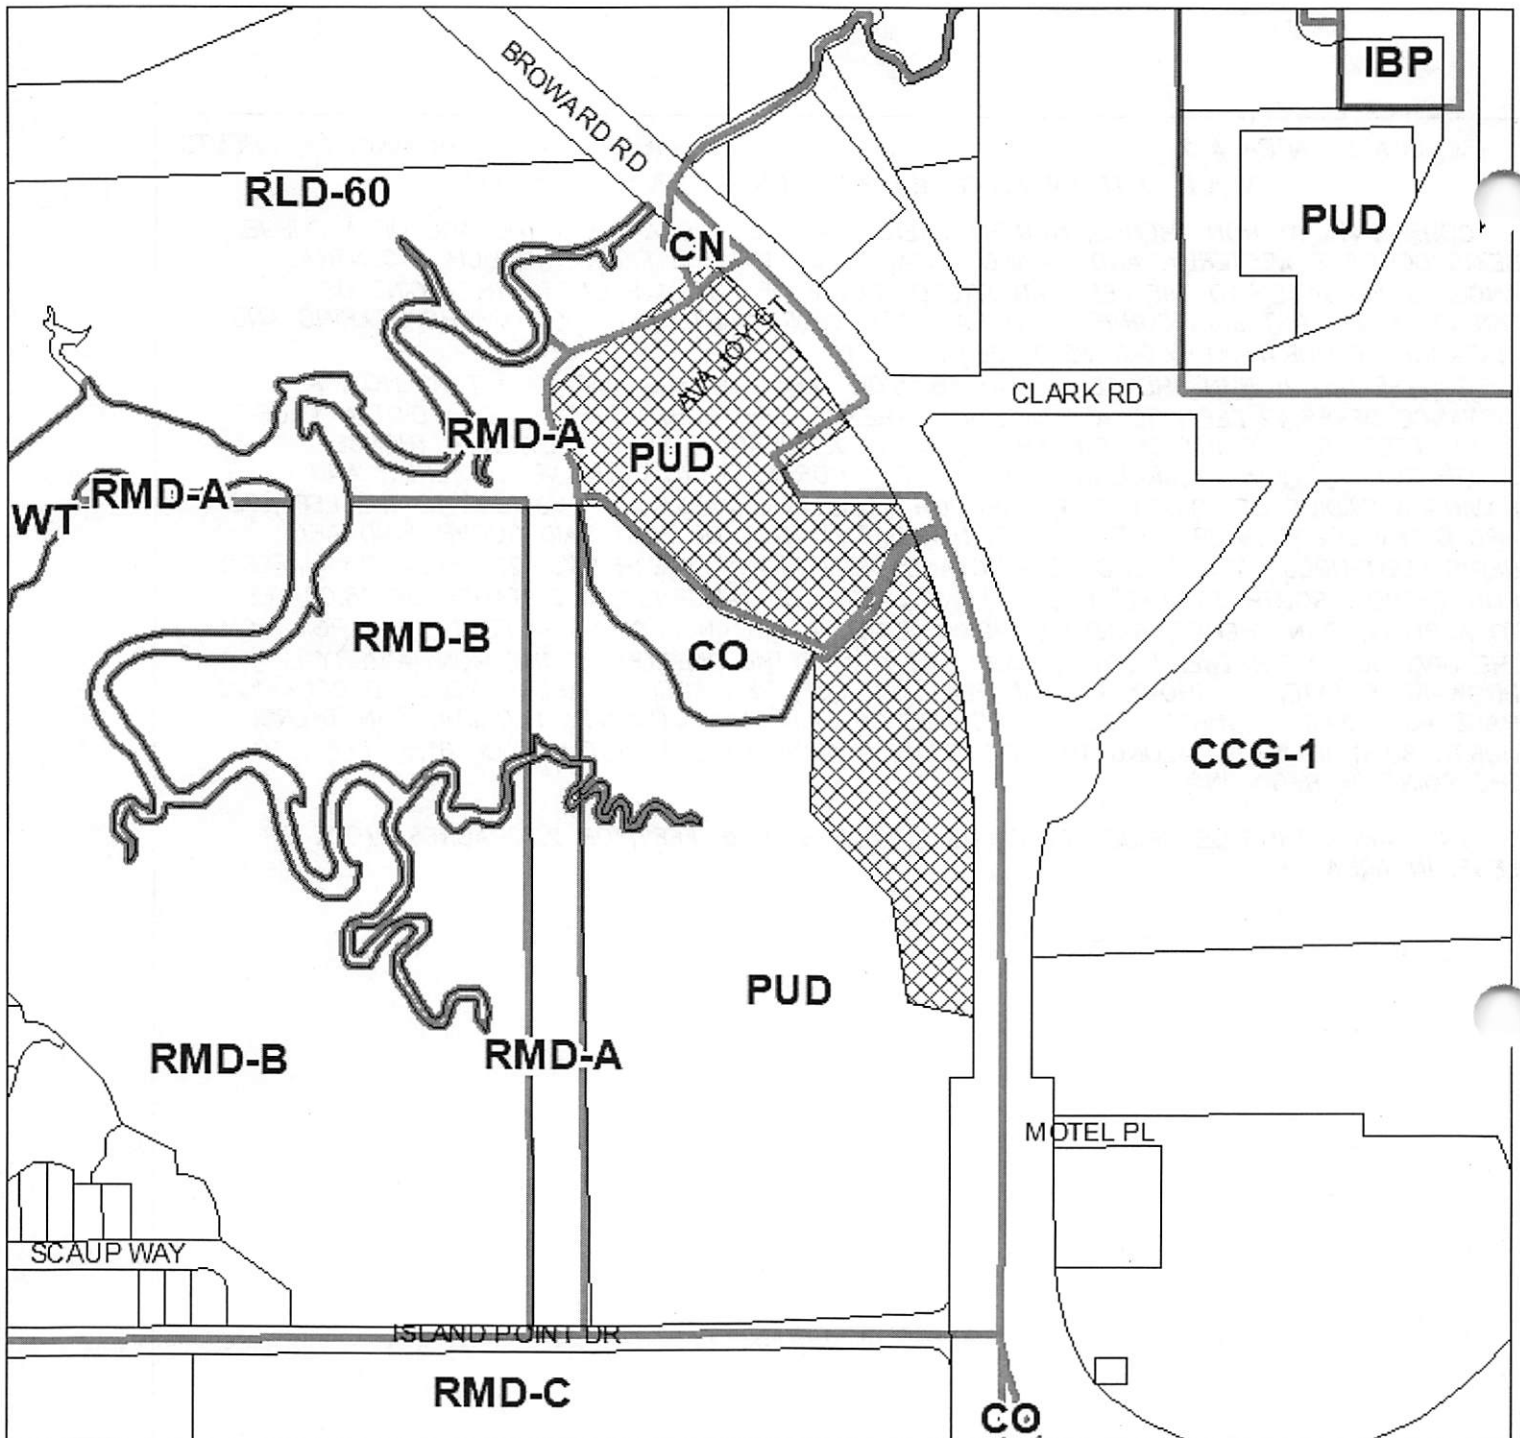 IBP
BROWARD RD
RLD-60
PUD
CN
AVA JOY CT
CLARK RD
RMD-A
PUD
RMD-A
WT
RMD-B
CO
CCG-1
PUD
RMD-B
RMD-A
MOTEL PL
SCAUP WAY
ISLAND POINT DR
RMD-C
CO